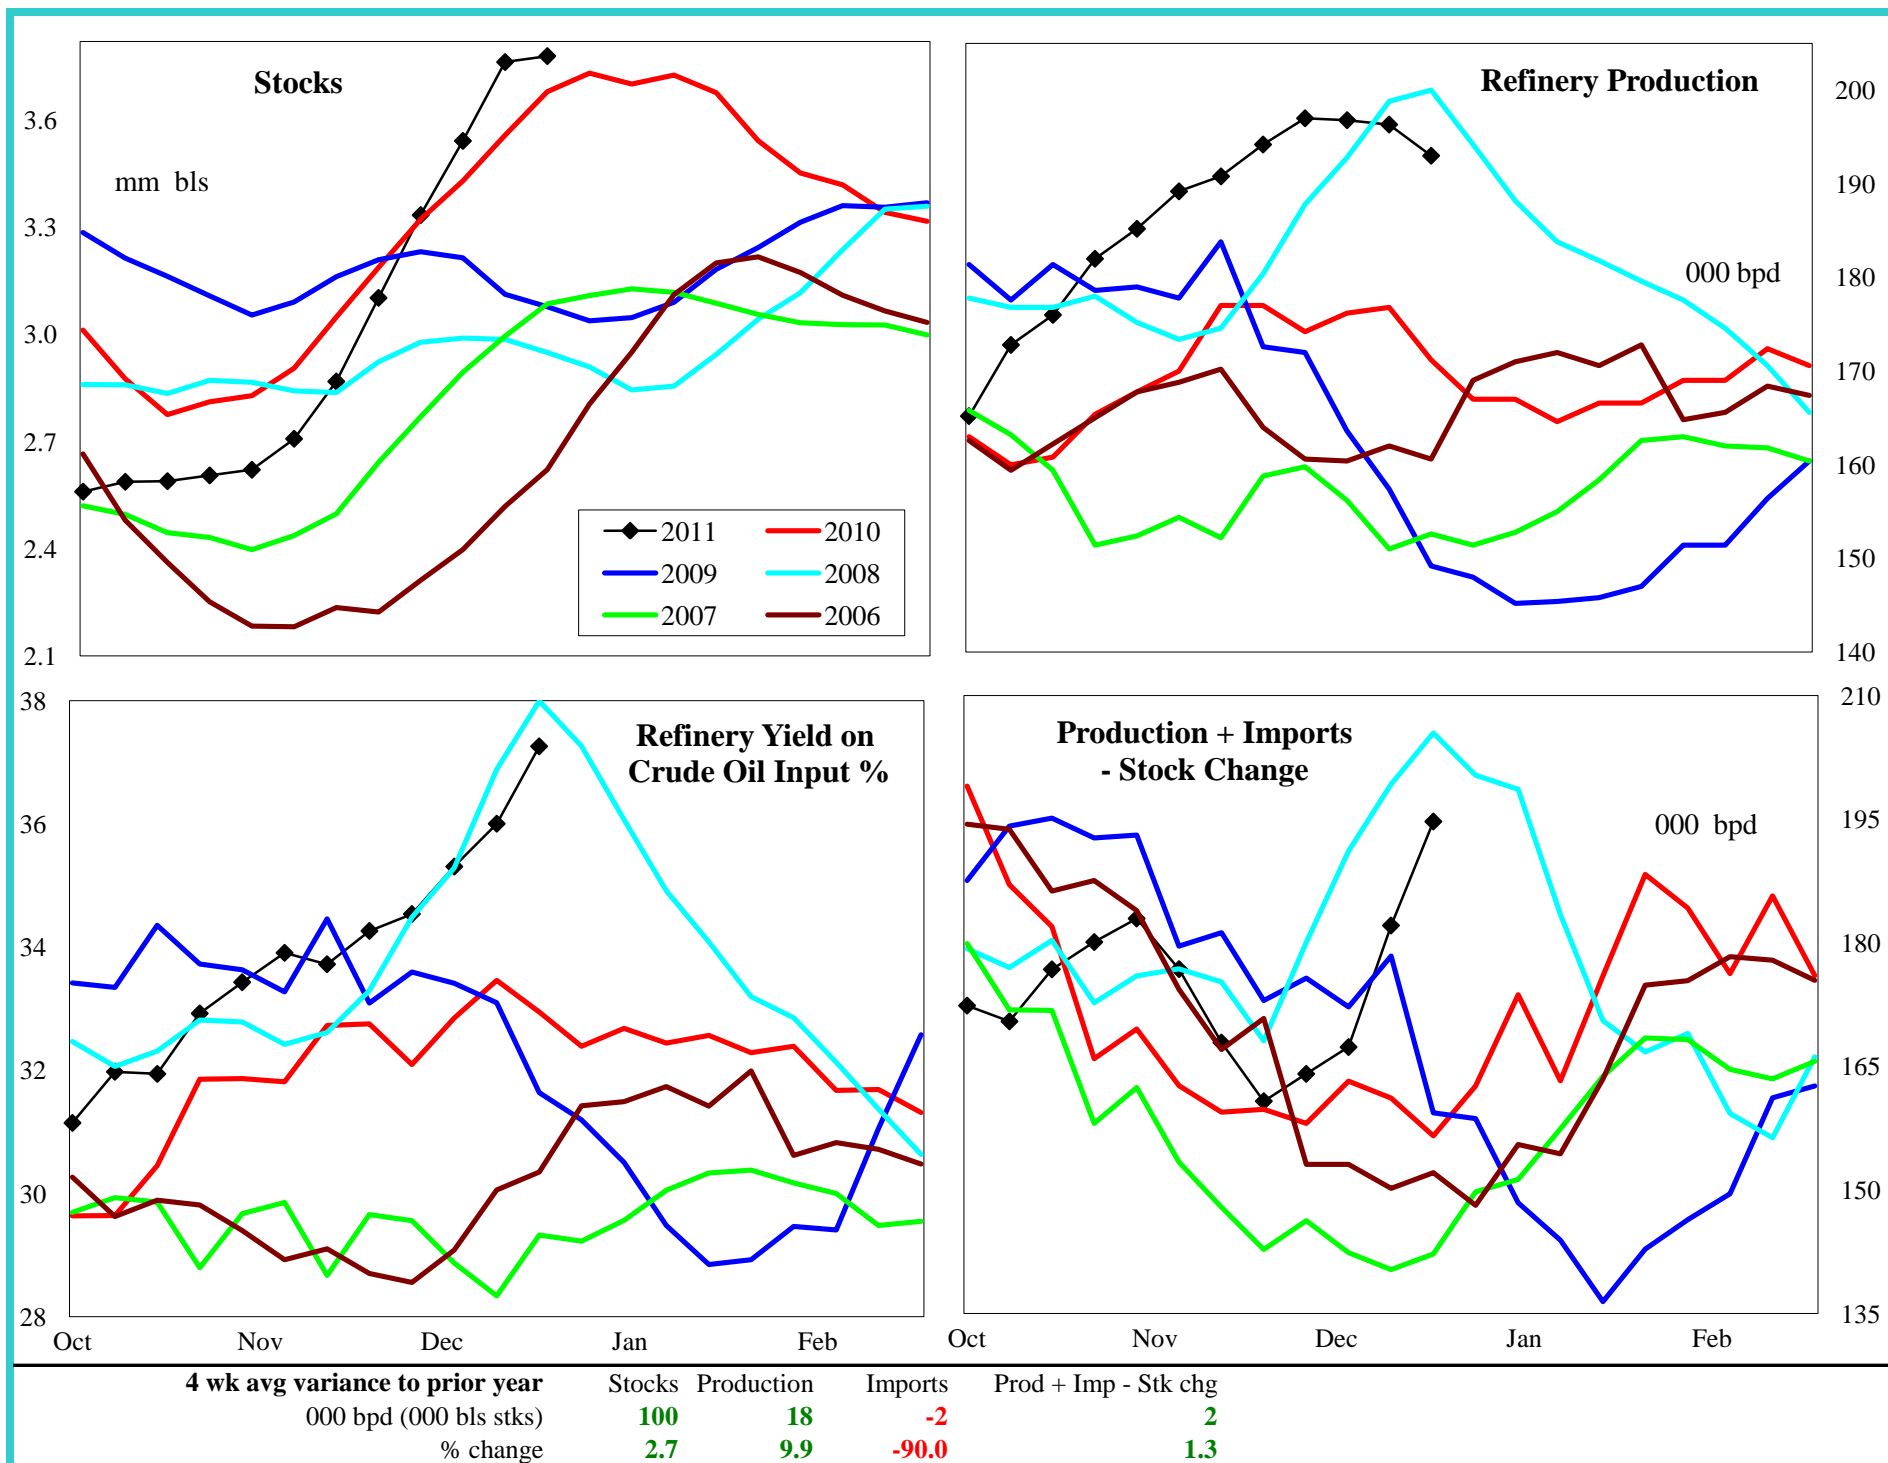 Stocks
mm bls
3.6
3.3
3.0
2.7
2.4
2.1
2011
2010
2009
2008
2007
2006
Refinery Production
000 bpd
200
190
180
170
160
150
140
Refinery Yield on
Crude Oil Input %
38
36
34
32
30
28
Oct
Nov
Dec
Jan
Feb
Production + Imports
- Stock Change
000 bpd
210
195
180
165
150
135
Oct
Nov
Dec
Jan
Feb
4 wk avg variance to prior year Stocks Production Imports Prod + Imp - Stk chg
000 bpd (000 bls stks) 100 18 -2 2
% change 2.7 9.9 -90.0 1.3